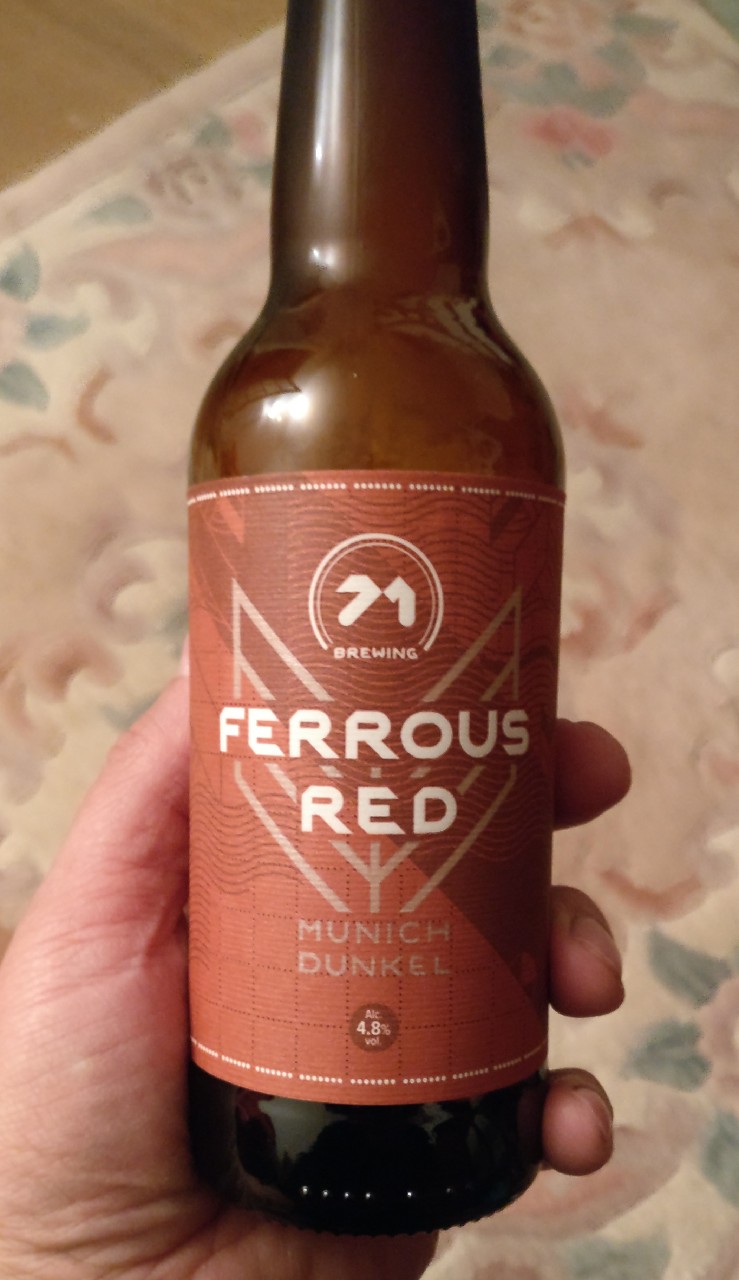 71
BREWING
FERROUS
RED
MUNICH
DUNKEL
Alc.
4.8%
vol.